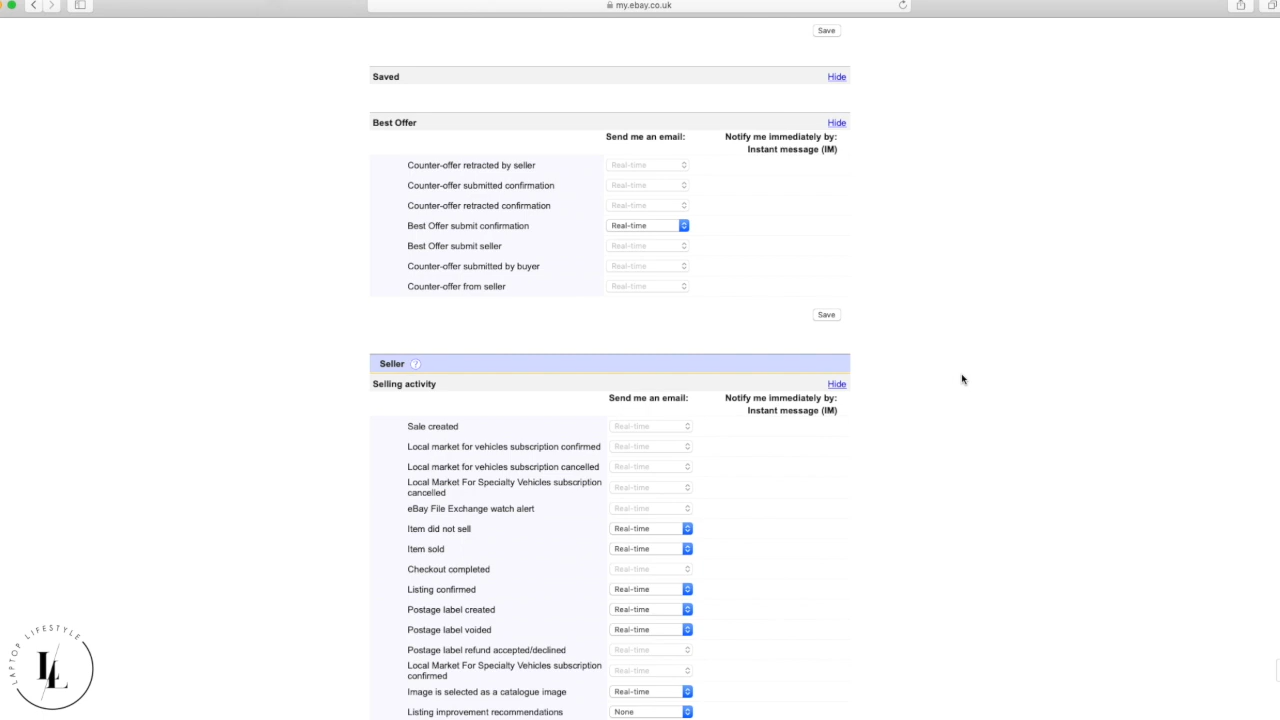 my.ebay.co.uk
Save
Saved Hide
Best Offer Hide
Send me an email: Notify me immediately by:
Instant message (IM)
Counter-offer retracted by seller Real-time
Counter-offer submitted confirmation Real-time
Counter-offer retracted confirmation Real-time
Best Offer submit confirmation Real-time
Best Offer submit seller Real-time
Counter-offer submitted by buyer Real-time
Counter-offer from seller Real-time
Save
Seller ?
Selling activity Hide
Send me an email: Notify me immediately by:
Instant message (IM)
Sale created Real-time
Local market for vehicles subscription confirmed Real-time
Local market for vehicles subscription cancelled Real-time
Local Market For Specialty Vehicles subscription
cancelled Real-time
eBay File Exchange watch alert Real-time
Item did not sell Real-time
Item sold Real-time
Checkout completed Real-time
Listing confirmed Real-time
Postage label created Real-time
Postage label voided Real-time
Postage label refund accepted/declined Real-time
Local Market For Specialty Vehicles subscription
confirmed Real-time
Image is selected as a catalogue image Real-time
Listing improvement recommendations None
LAPTOP LIFESTYLE
LL